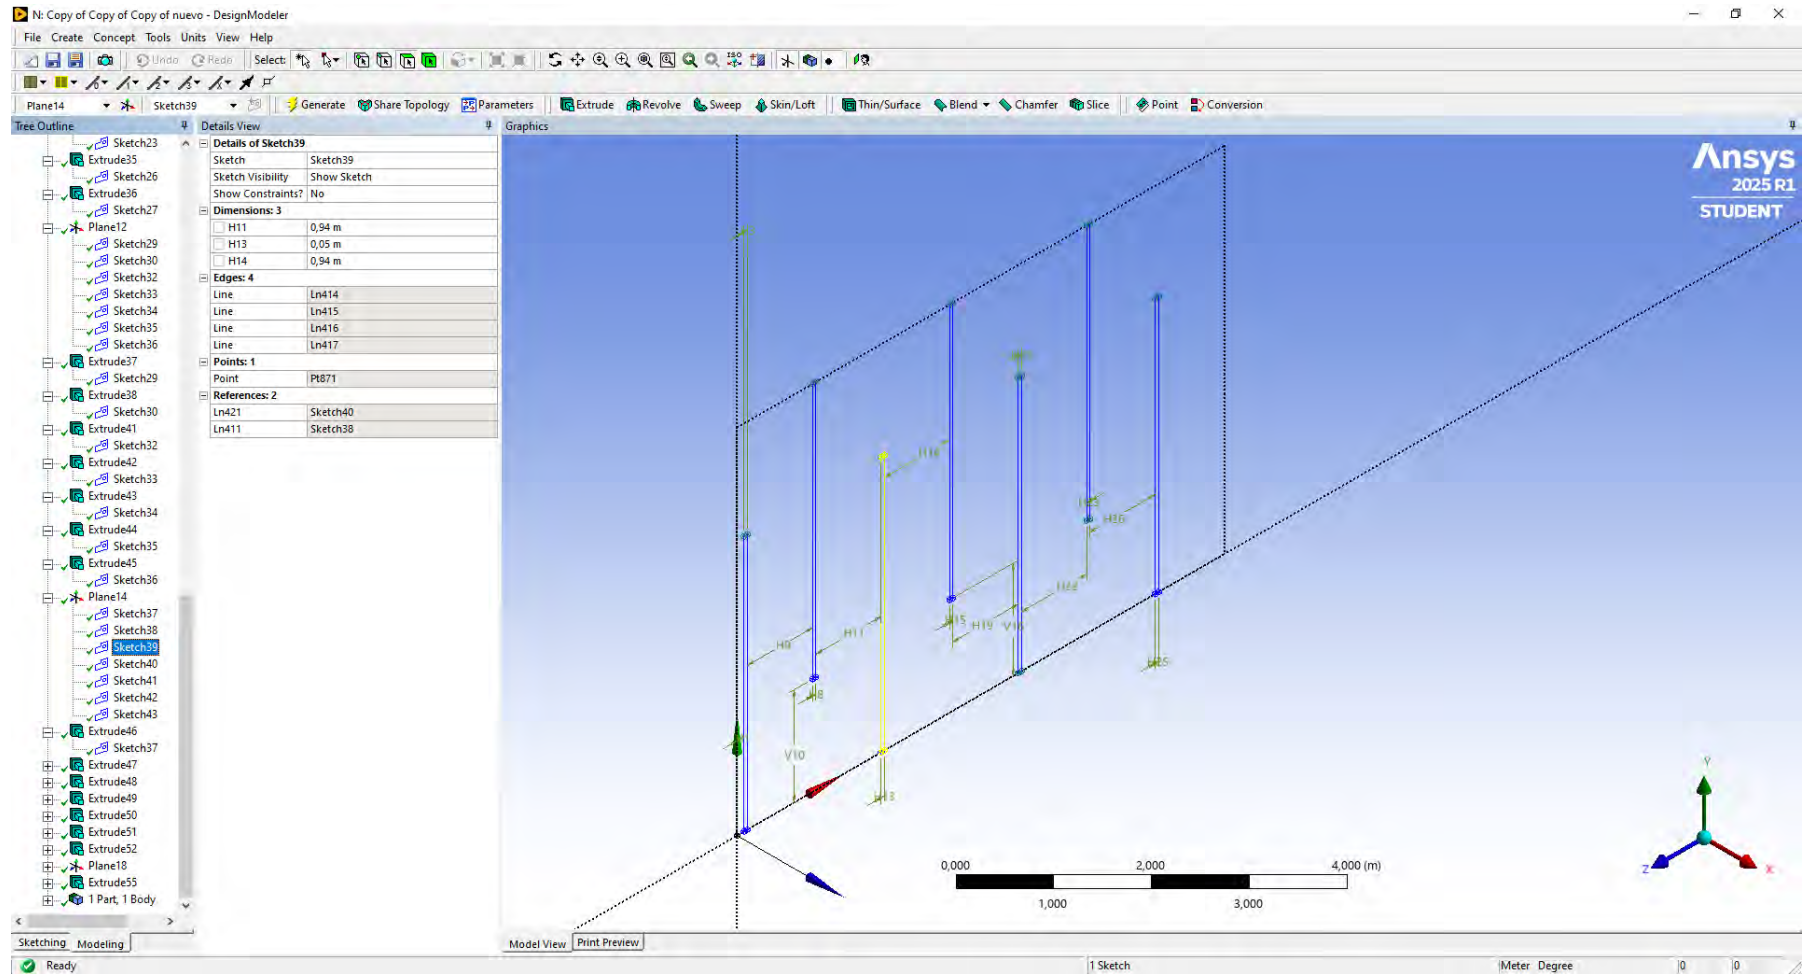 N: Copy of Copy of Copy of nuevo - DesignModeler
File Create Concept Tools Units View Help
Undo Redo Select: ISO
Plane14 Sketch39 Generate Share Topology Parameters Extrude Revolve Sweep Skin/Loft Thin/Surface Blend Chamfer Slice Point Conversion
Tree Outline
Sketch23
Extrude35
Sketch26
Extrude36
Sketch27
Plane12
Sketch29
Sketch30
Sketch32
Sketch33
Sketch34
Sketch35
Sketch36
Extrude37
Sketch29
Extrude38
Sketch30
Extrude41
Sketch32
Extrude42
Sketch33
Extrude43
Sketch34
Extrude44
Sketch35
Extrude45
Sketch36
Plane14
Sketch37
Sketch38
Sketch39
Sketch40
Sketch41
Sketch42
Sketch43
Extrude46
Sketch37
Extrude47
Extrude48
Extrude49
Extrude50
Extrude51
Extrude52
Plane18
Extrude55
1 Part, 1 Body
Sketching Modeling
Details View
Details of Sketch39
Sketch Sketch39
Sketch Visibility Show Sketch
Show Constraints? No
Dimensions: 3
H11 0,94 m
H13 0,05 m
H14 0,94 m
Edges: 4
Line Ln414
Line Ln415
Line Ln416
Line Ln417
Points: 1
Point Pt871
References: 2
Ln421 Sketch40
Ln411 Sketch38
Graphics
Ansys
2025 R1
STUDENT
H16
H19
H11
H9
H8
V10
0,000 2,000 4,000 (m)
1,000 3,000
Y
Z
X
Model View Print Preview
Ready 1 Sketch Meter Degree 0 0